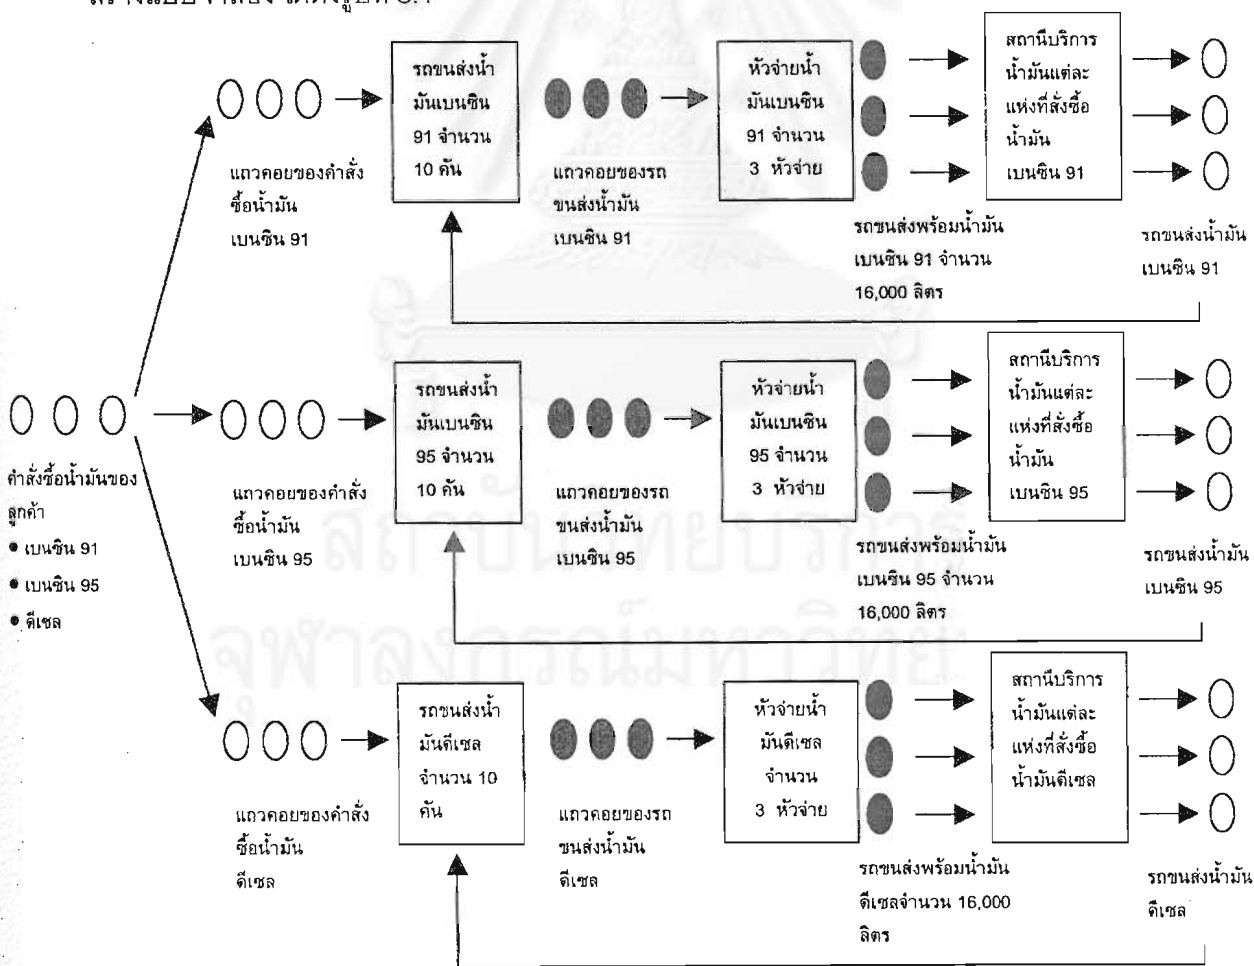 รถขนส่งน้ำ
มันเบนซิน
91 จำนวน
10 คัน
หัวจ่ายน้ำ
มันเบนซิน
91 จำนวน
3 หัวจ่าย
สถานีบริการ
น้ำมันแต่ละ
แห่งที่สั่งซื้อ
น้ำมัน
เบนซิน 91
แถวคอยของคำสั่ง
ซื้อน้ำมัน
เบนซิน 91
แถวคอยของรถ
ขนส่งน้ำมัน
เบนซิน 91
รถขนส่งพร้อมน้ำมัน
เบนซิน 91 จำนวน
16,000 ลิตร
รถขนส่งน้ำมัน
เบนซิน 91
คำสั่งซื้อน้ำมันของ
ลูกค้า
• เบนซิน 91
• เบนซิน 95
• ดีเซล
รถขนส่งน้ำ
มันเบนซิน
95 จำนวน
10 คัน
หัวจ่ายน้ำ
มันเบนซิน
95 จำนวน
3 หัวจ่าย
สถานีบริการ
น้ำมันแต่ละ
แห่งที่สั่งซื้อ
น้ำมัน
เบนซิน 95
แถวคอยของคำสั่ง
ซื้อน้ำมัน
เบนซิน 95
แถวคอยของรถ
ขนส่งน้ำมัน
เบนซิน 95
รถขนส่งพร้อมน้ำมัน
เบนซิน 95 จำนวน
16,000 ลิตร
รถขนส่งน้ำมัน
เบนซิน 95
สถาบันวิทยบริการ
จุฬาลงกรณ์มหาวิทย
รถขนส่งน้ำ
มันดีเซล
จำนวน 10
คัน
หัวจ่ายน้ำ
มันดีเซล
จำนวน
3 หัวจ่าย
สถานีบริการ
น้ำมันแต่ละ
แห่งที่สั่งซื้อ
น้ำมันดีเซล
แถวคอยของคำสั่ง
ซื้อน้ำมัน
ดีเซล
แถวคอยของรถ
ขนส่งน้ำมัน
ดีเซล
รถขนส่งพร้อมน้ำมัน
ดีเซลจำนวน 16,000
ลิตร
รถขนส่งน้ำมัน
ดีเซล